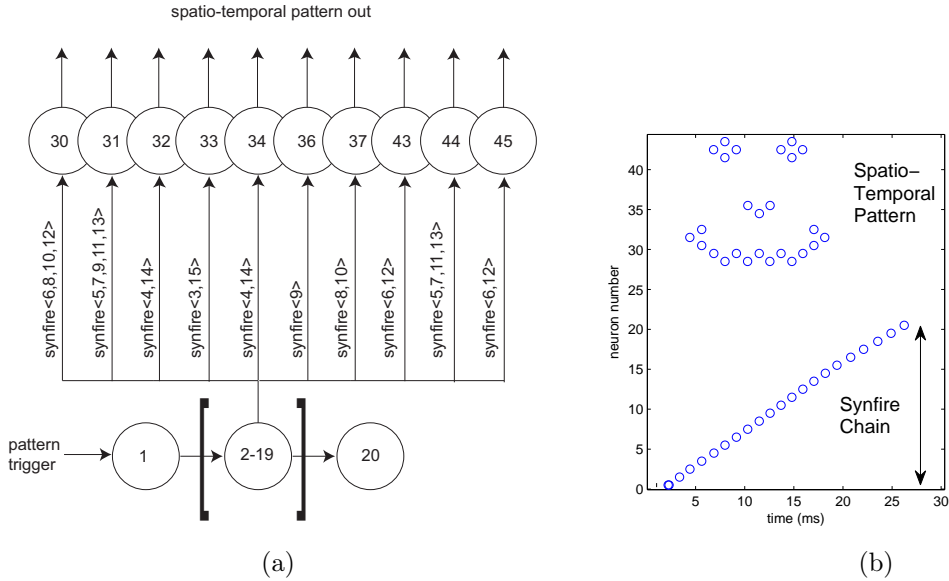 spatio-temporal pattern out
30 31 32 33 34 36 37 43 44 45
synfire<6,8,10,12>
synfire<5,7,9,11,13>
synfire<4,14>
synfire<3,15>
synfire<4,14>
synfire<9>
synfire<8,10>
synfire<6,12>
synfire<5,7,11,13>
synfire<6,12>
pattern
trigger
1 2-19 20
(a)
neuron number
40
35
30
25
20
15
10
5
0
Spatio-
Temporal
Pattern
Synfire
Chain
5 10 15 20 25 30
time (ms)
(b)